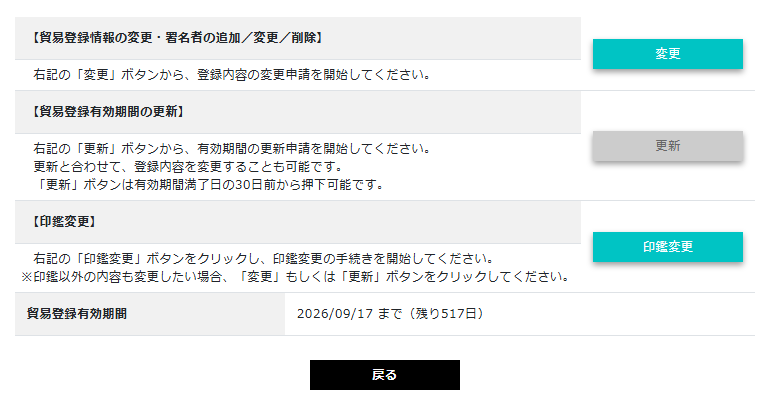 【貿易登録情報の変更・署名者の追加／変更／削除】
変更
右記の「変更」ボタンから、登録内容の変更申請を開始してください。
【貿易登録有効期間の更新】
更新
右記の「更新」ボタンから、有効期間の更新申請を開始してください。
更新と合わせて、登録内容を変更することも可能です。
「更新」ボタンは有効期間満了日の30日前から押下可能です。
【印鑑変更】
印鑑変更
右記の「印鑑変更」ボタンをクリックし、印鑑変更の手続きを開始してください。
※印鑑以外の内容も変更したい場合、「変更」もしくは「更新」ボタンをクリックしてください。
貿易登録有効期間 2026/09/17 まで（残り517日）
戻る